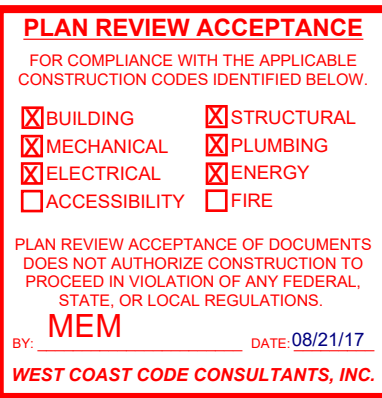 PLAN REVIEW ACCEPTANCE
FOR COMPLIANCE WITH THE APPLICABLE
CONSTRUCTION CODES IDENTIFIED BELOW.
X BUILDING X STRUCTURAL
X MECHANICAL X PLUMBING
X ELECTRICAL X ENERGY
ACCESSIBILITY FIRE
PLAN REVIEW ACCEPTANCE OF DOCUMENTS
DOES NOT AUTHORIZE CONSTRUCTION TO
PROCEED IN VIOLATION OF ANY FEDERAL,
STATE, OR LOCAL REGULATIONS.
BY: MEM DATE: 08/21/17
WEST COAST CODE CONSULTANTS, INC.